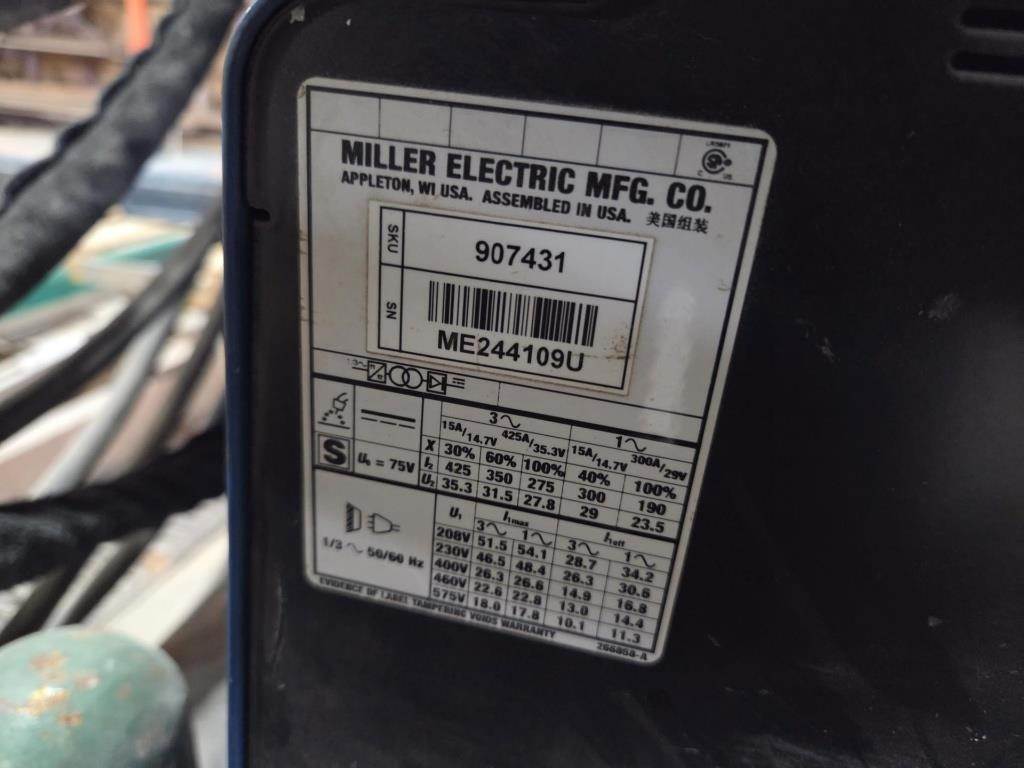 MILLER ELECTRIC MFG. CO.
APPLETON, WI USA. ASSEMBLED IN USA. 美国组装
SKU 907431
SN ME244109U
3∿ 1∿
15A/14.7V 425A/35.3V 15A/14.7V 300A/29V
X 30% 60% 100% 40% 100%
S U₀ = 75V I₂ 425 350 275 300 190
U₂ 35.3 31.5 27.8 29 23.5
U₁ I₁max I₁eff
3∿ 1∿ 3∿ 1∿
208V 51.5 54.1 28.7 34.2
1/3 ∿ 50/60 Hz 230V 46.5 48.4 26.3 30.6
400V 26.3 26.6 14.9 16.8
460V 22.6 22.8 13.0 14.4
575V 18.0 17.8 10.1 11.3
EVIDENCE OF LABEL TAMPERING VOIDS WARRANTY
266858-A